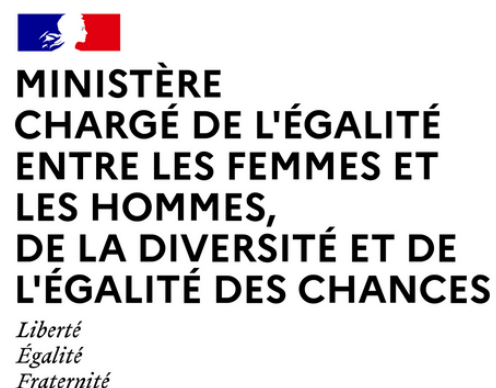 MINISTÈRE
CHARGÉ DE L'ÉGALITÉ
ENTRE LES FEMMES ET
LES HOMMES,
DE LA DIVERSITÉ ET DE
L'ÉGALITÉ DES CHANCES
Liberté
Égalité
Fraternité